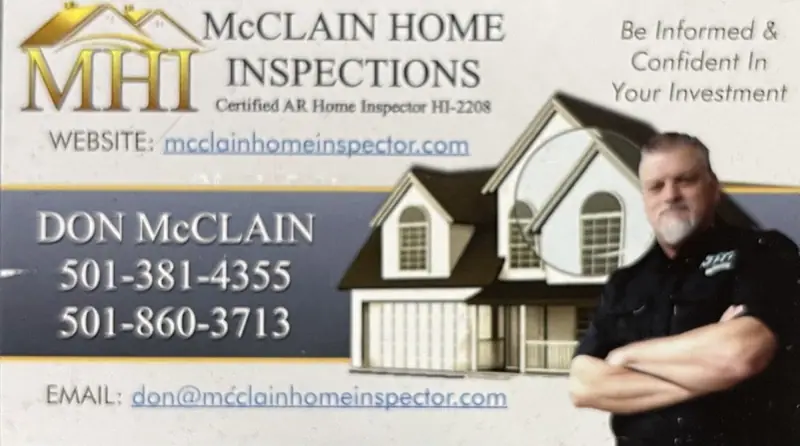 MHI
McCLAIN HOME
INSPECTIONS
Certified AR Home Inspector HI-2208
Be Informed &
Confident In
Your Investment
WEBSITE: mcclainhomeinspector.com
DON McCLAIN
501-381-4355
501-860-3713
EMAIL: don@mcclainhomeinspector.com